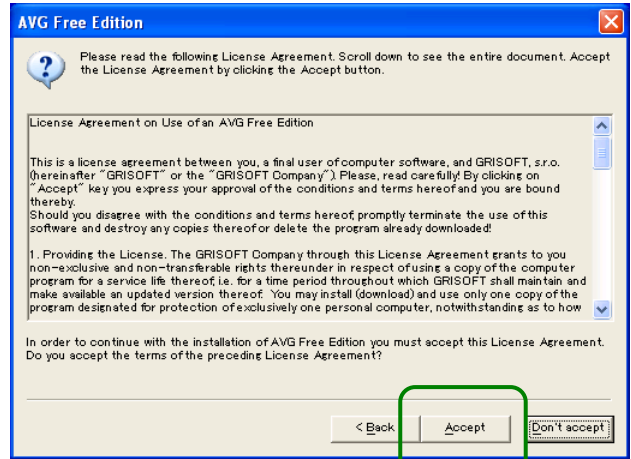 AVG Free Edition
Please read the following License Agreement. Scroll down to see the entire document. Accept
the License Agreement by clicking the Accept button.
License Agreement on Use of an AVG Free Edition
This is a license agreement between you, a final user of computer software, and GRISOFT, s.r.o.
(hereinafter "GRISOFT" or the "GRISOFT Company"). Please, read carefully! By clicking on
"Accept" key you express your approval of the conditions and terms hereof and you are bound
thereby.
Should you disagree with the conditions and terms hereof, promptly terminate the use of this
software and destroy any copies thereof or delete the program already downloaded!
1. Providing the License. The GRISOFT Company through this License Agreement grants to you
non-exclusive and non-transferable rights thereunder in respect of using a copy of the computer
program for a service life thereof, i.e. for a time period throughout which GRISOFT shall maintain and
make available an updated version thereof. You may install (download) and use only one copy of the
program designated for protection of exclusively one personal computer, notwithstanding as to how
In order to continue with the installation of AVG Free Edition you must accept this License Agreement.
Do you accept the terms of the preceding License Agreement?
< Back Accept Don't accept